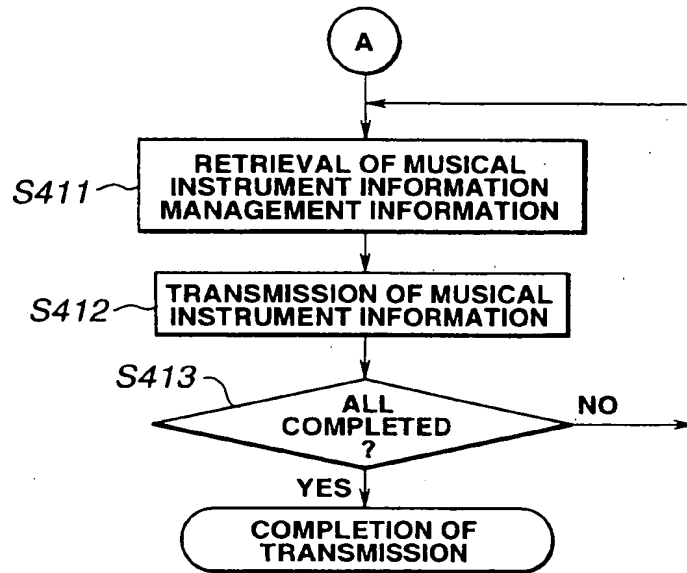 A
RETRIEVAL OF MUSICAL
INSTRUMENT INFORMATION
MANAGEMENT INFORMATION
S411
TRANSMISSION OF MUSICAL
INSTRUMENT INFORMATION
S412
S413
ALL
COMPLETED
?
NO
YES
COMPLETION OF
TRANSMISSION